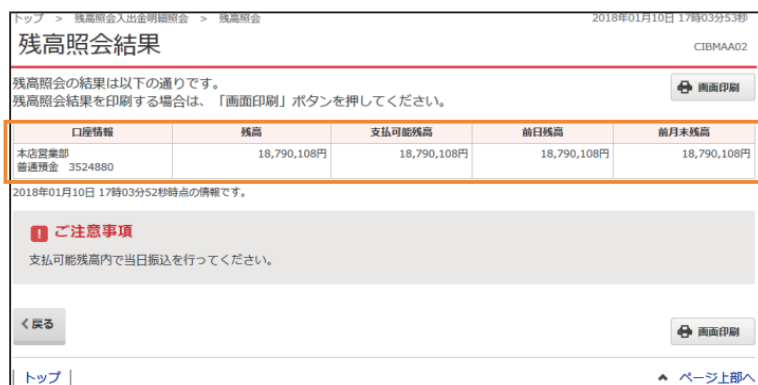 トップ > 残高照会入出金明細照会 > 残高照会 2018年01月10日 17時03分53秒
残高照会結果 CIBMAA02
残高照会の結果は以下の通りです。
残高照会結果を印刷する場合は、「画面印刷」ボタンを押してください。
画面印刷
口座情報 残高 支払可能残高 前日残高 前月末残高
本店営業部
普通預金 3524880 18,790,108円 18,790,108円 18,790,108円 18,790,108円
2018年01月10日 17時03分52秒時点の情報です。
! ご注意事項
支払可能残高内で当日振込を行ってください。
<戻る 画面印刷
| トップ | ページ上部へ